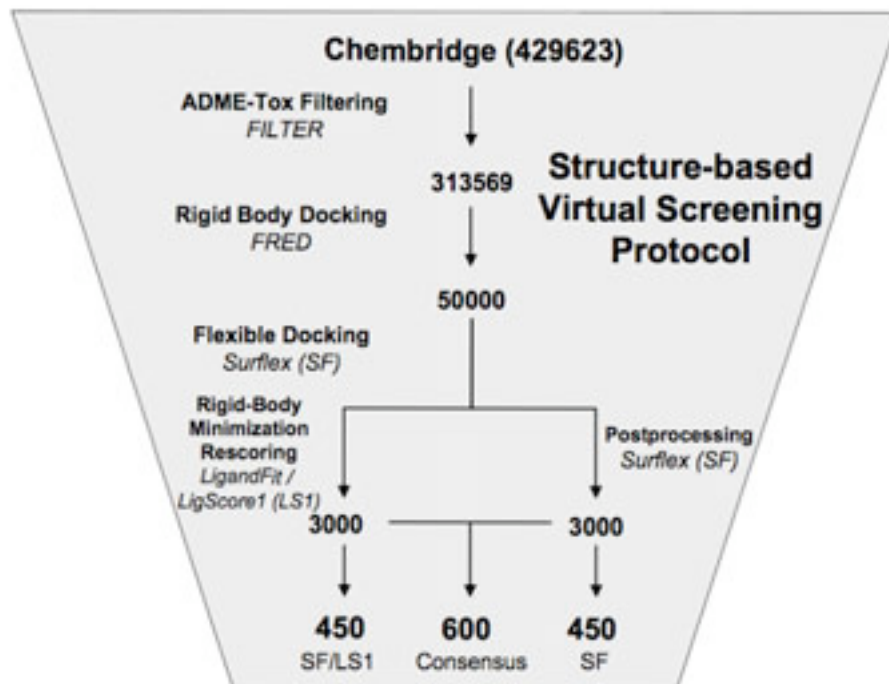 Chembridge (429623)
ADME-Tox Filtering
FILTER
313569
Structure-based
Virtual Screening
Protocol
Rigid Body Docking
FRED
50000
Flexible Docking
Surflex (SF)
Rigid-Body
Minimization
Rescoring
LigandFit /
LigScore1 (LS1)
Postprocessing
Surflex (SF)
3000
3000
450
SF/LS1
600
Consensus
450
SF